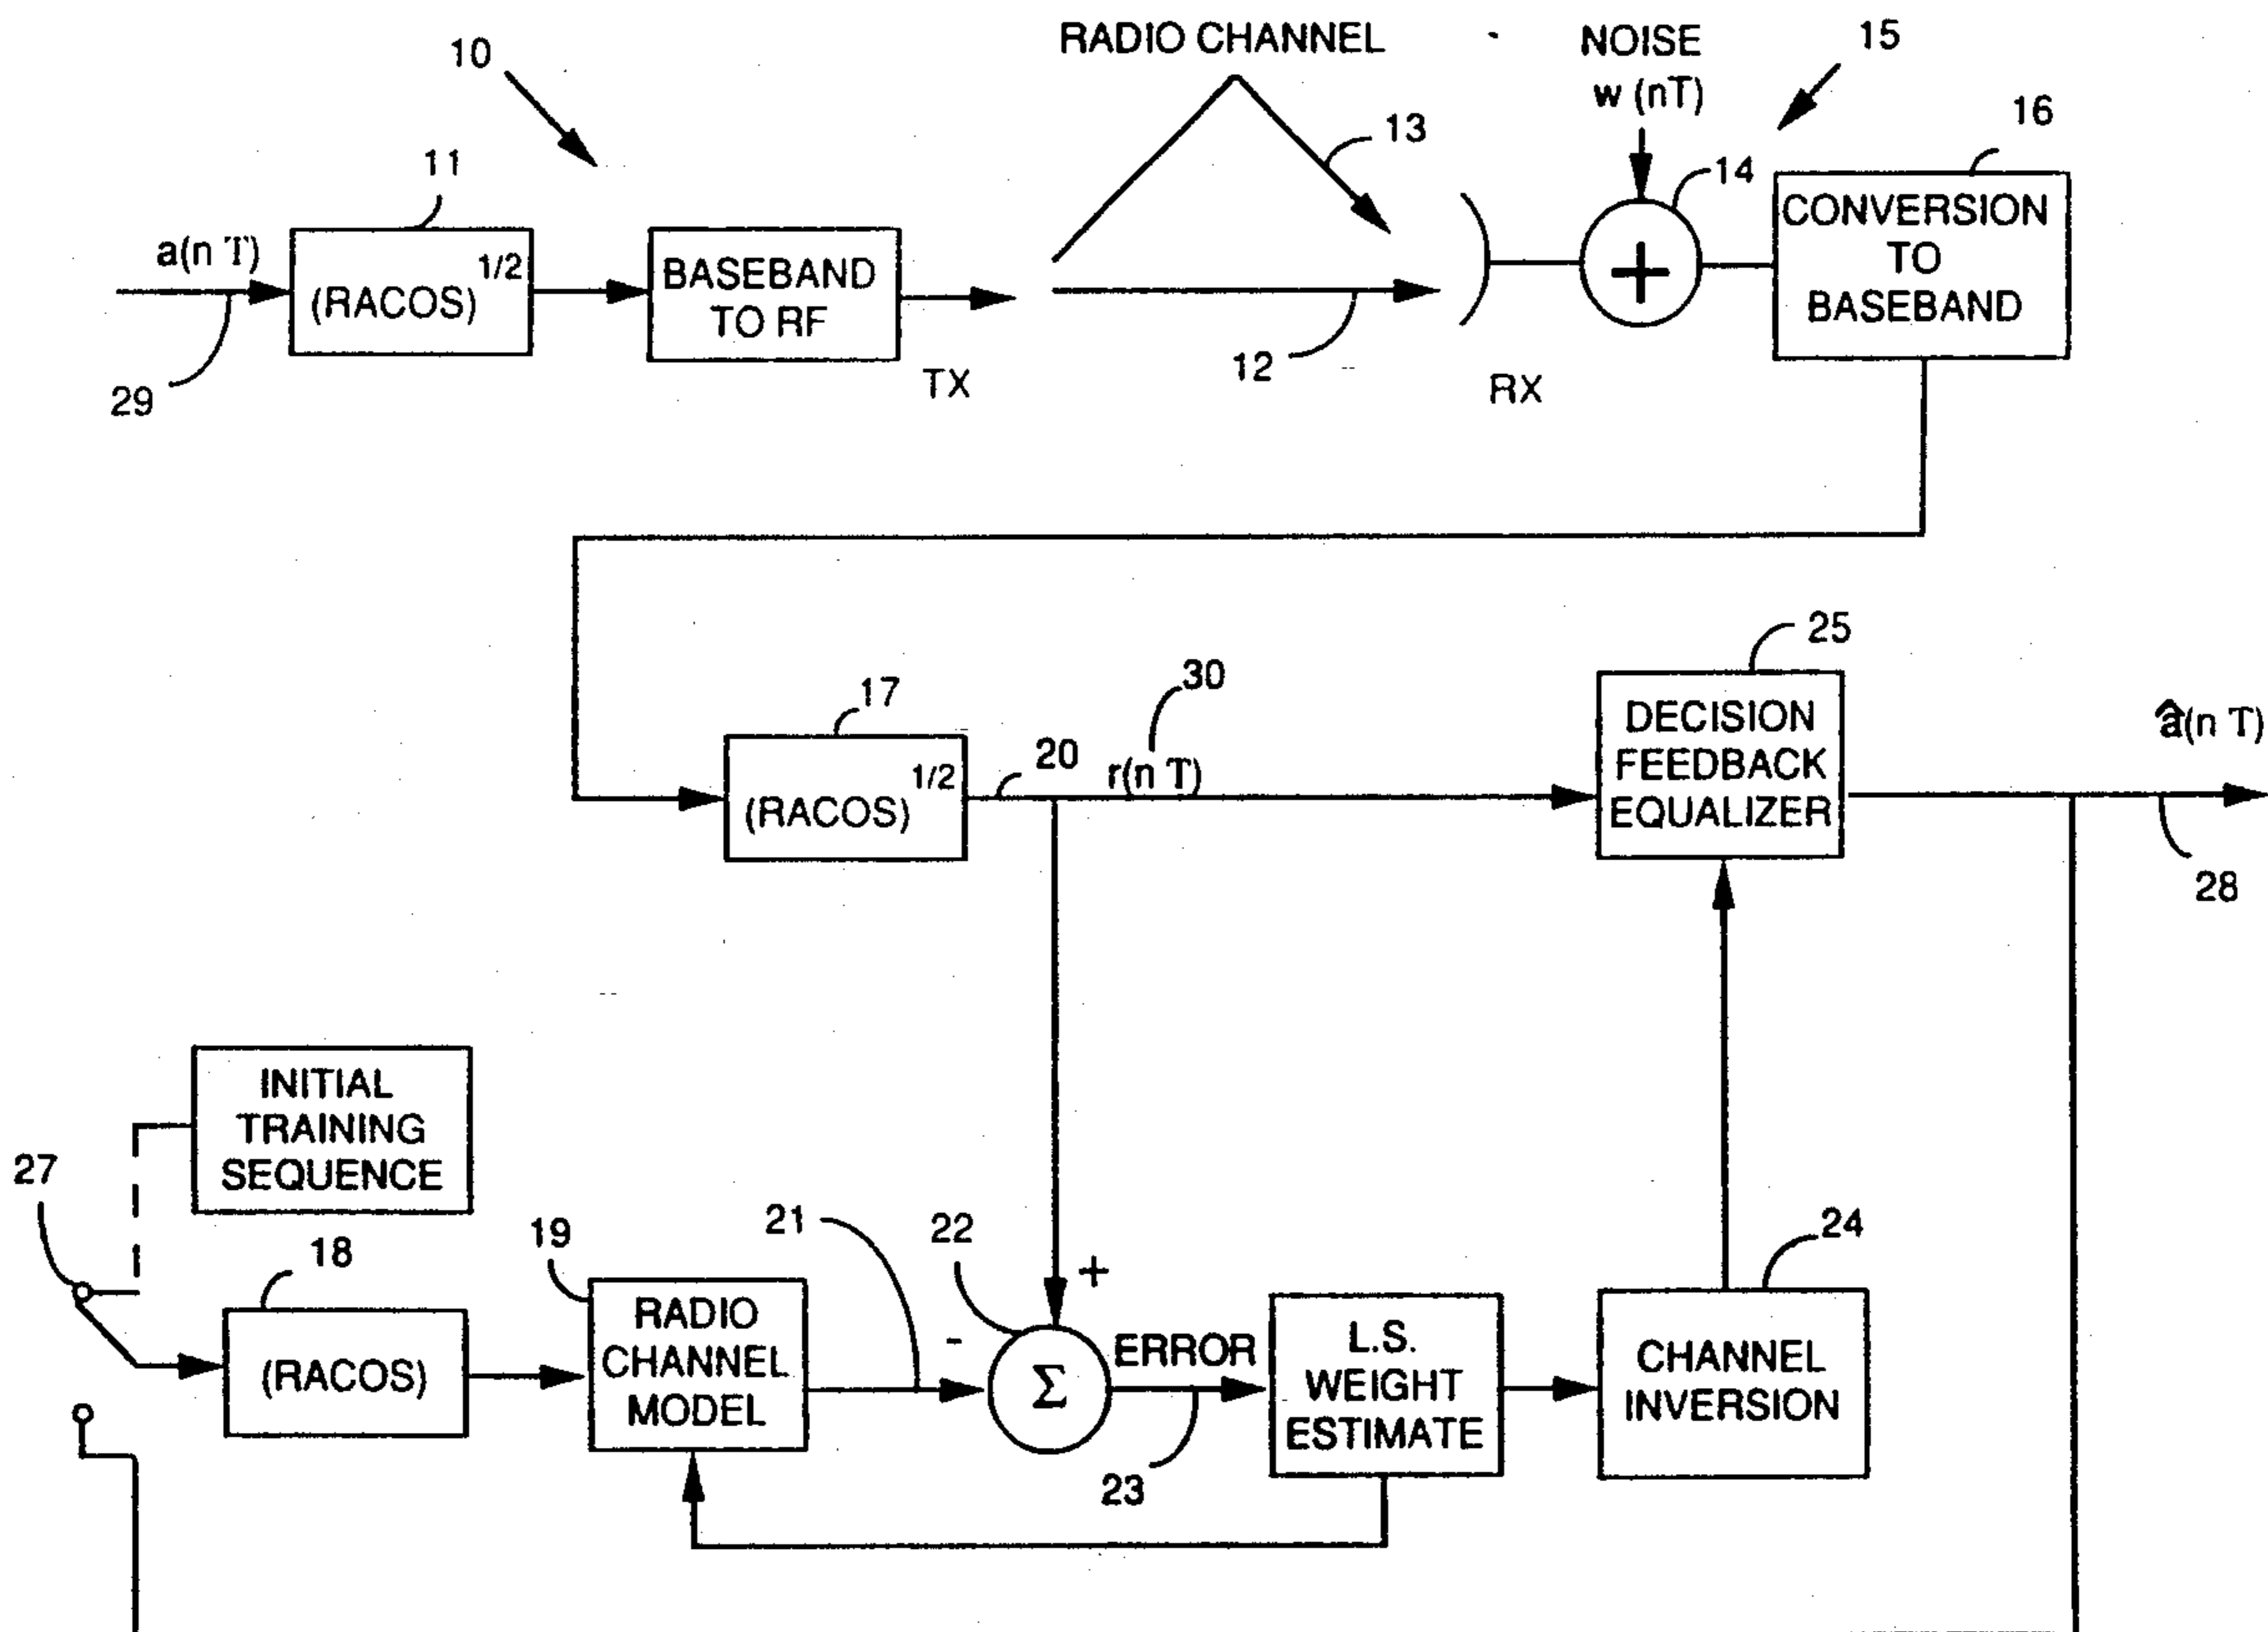 10
RADIO CHANNEL
NOISE
w (nT)
15
16
11
13
14
a(n T)
(RACOS) 1/2
BASEBAND
TO RF
+
CONVERSION
TO
BASEBAND
29
TX
12
RX
25
17
30
20
r(n T)
(RACOS) 1/2
DECISION
FEEDBACK
EQUALIZER
â(n T)
28
INITIAL
TRAINING
SEQUENCE
27
18
19
21
22
24
+
-
(RACOS)
RADIO
CHANNEL
MODEL
Σ
ERROR
23
L.S.
WEIGHT
ESTIMATE
CHANNEL
INVERSION